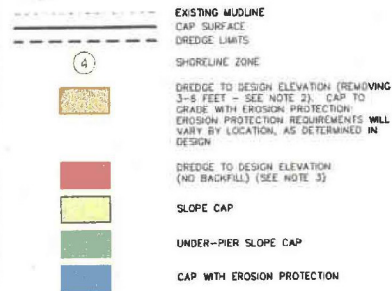 EXISTING MUDLINE
CAP SURFACE
DREDGE LIMITS
4
SHORELINE ZONE
DREDGE TO DESIGN ELEVATION (REMOVING
3-5 FEET - SEE NOTE 2). CAP TO
GRADE WITH EROSION PROTECTION.
EROSION PROTECTION REQUIREMENTS WILL
VARY BY LOCATION, AS DETERMINED IN
DESIGN
DREDGE TO DESIGN ELEVATION
(NO BACKFILL) (SEE NOTE 3)
SLOPE CAP
UNDER-PIER SLOPE CAP
CAP WITH EROSION PROTECTION